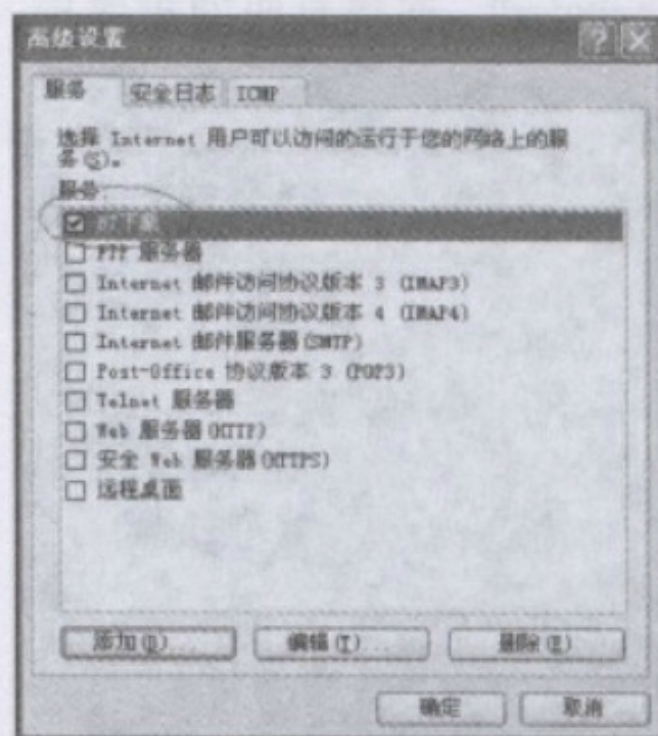 高级设置
服务 安全日志 ICMP
选择 Internet 用户可以访问的运行于您的网络上的服
务(S)。
服务
BT下载
FTP 服务器
Internet 邮件访问协议版本 3 (IMAP3)
Internet 邮件访问协议版本 4 (IMAP4)
Internet 邮件服务器(SMTP)
Post-Office 协议版本 3 (POP3)
Telnet 服务器
Web 服务器(HTTP)
安全 Web 服务器(HTTPS)
远程桌面
添加(D)... 编辑(T)... 删除(E)
确定 取消